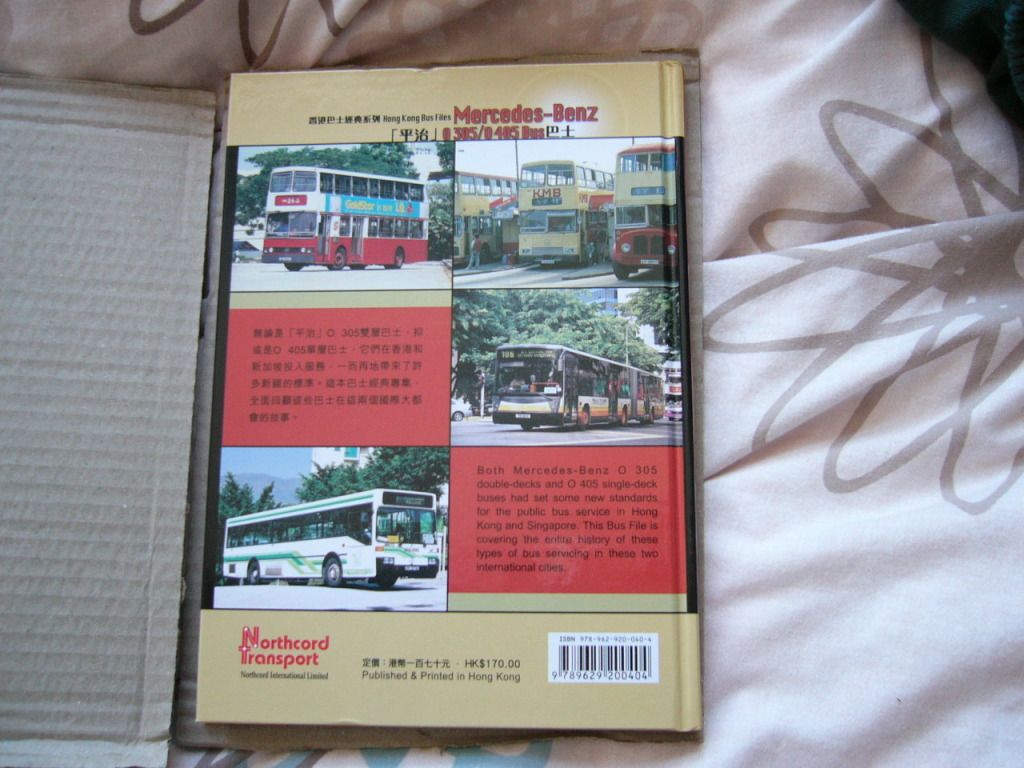 香港巴士經典系列 Hong Kong Bus Files Mercedes-Benz
「平治」O 305/O 405 Bus巴士
GoldStar
KMB
無論是「平治」O 305雙層巴士，抑
或是O 405單層巴士，它們在香港和
新加坡投入服務，一而再地帶來了許
多新穎的標準。這本巴士經典專集，
全面回顧這些巴士在這兩個國際大都
會的故事。
Both Mercedes-Benz O 305
double-decks and O 405 single-deck
buses had set some new standards
for the public bus service in Hong
Kong and Singapore. This Bus File is
covering the entire history of these
types of bus servicing in these two
international cities.
Northcord
Transport
Northcord International Limited
定價：港幣一百七十元 · HK$170.00
Published & Printed in Hong Kong
ISBN 978-962-920-040-4
9 789629 200404